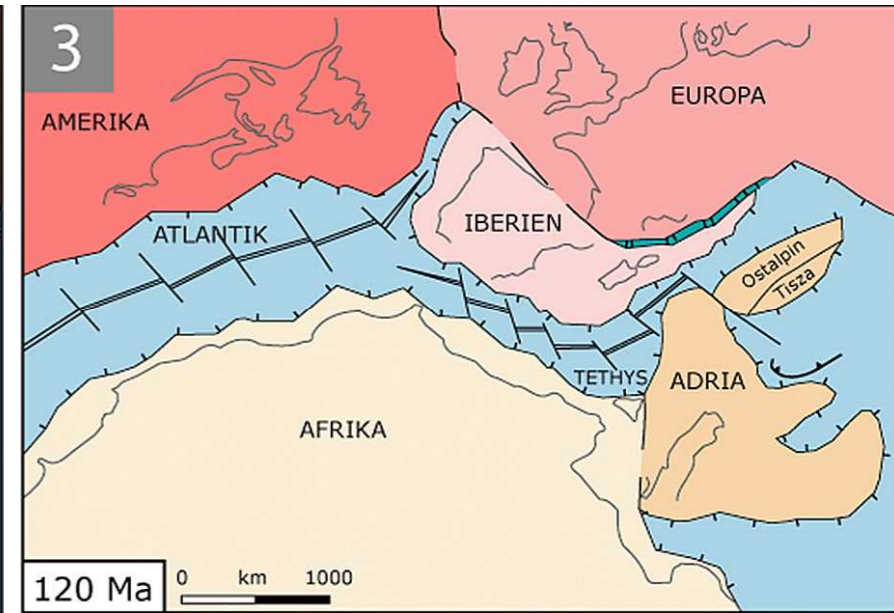 3
AMERIKA
EUROPA
ATLANTIK
IBERIEN
Ostalpin
Tisza
TETHYS
ADRIA
AFRIKA
120 Ma
0 km 1000